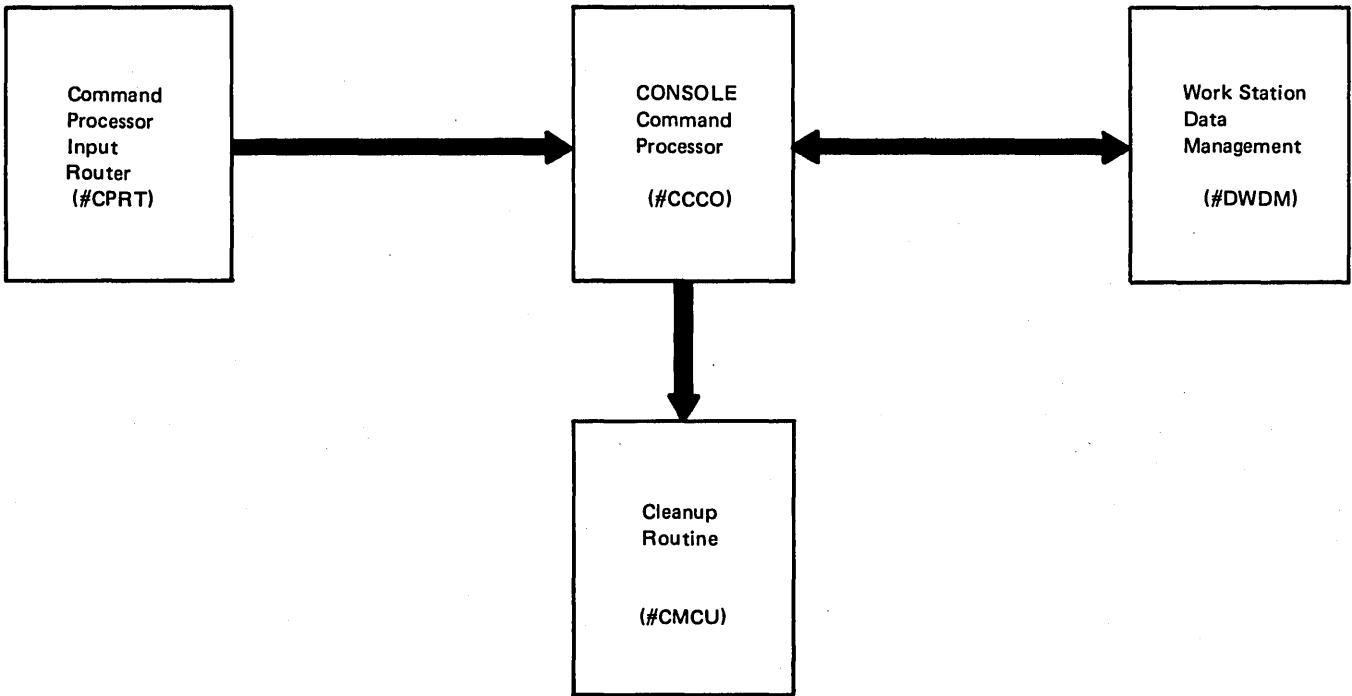 Command
Processor
Input
Router
(#CPRT)
CONSOLE
Command
Processor
(#CCCO)
Work Station
Data
Management
(#DWDM)
Cleanup
Routine
(#CMCU)